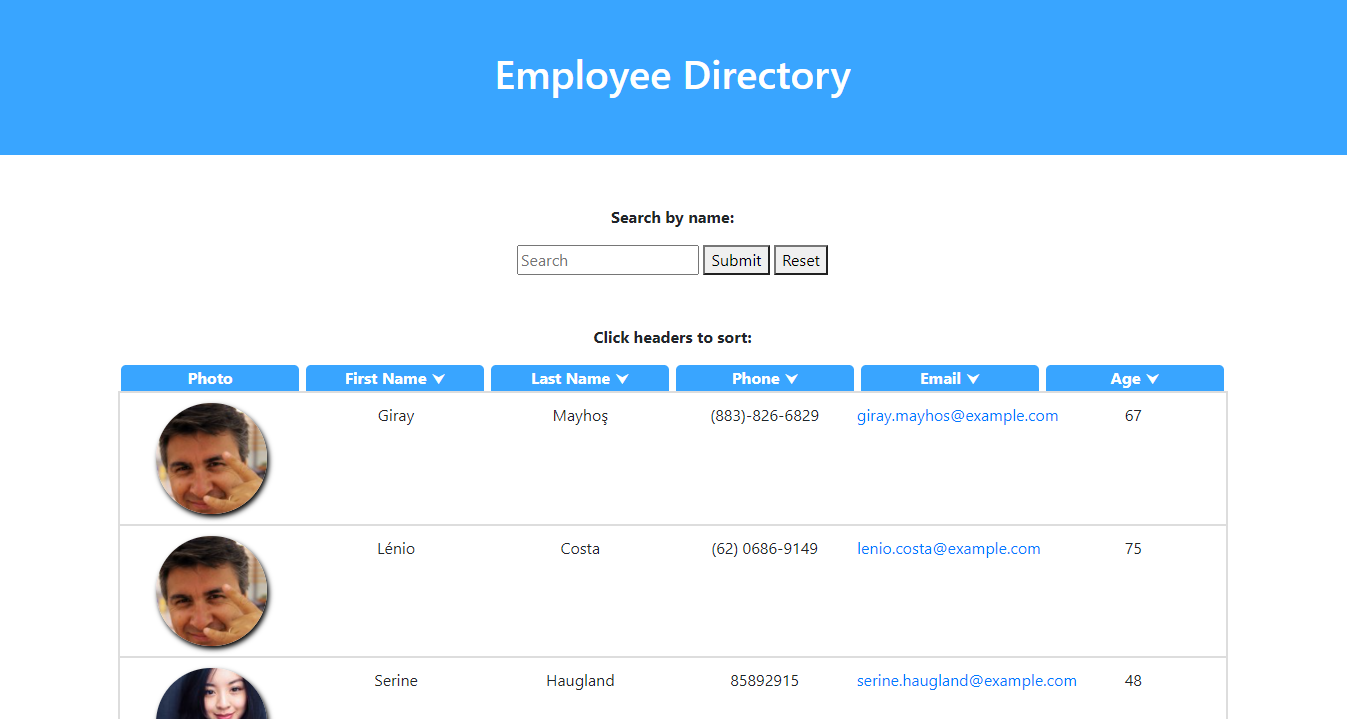 Employee Directory
Search by name:
Search Submit Reset
Click headers to sort:
Photo First Name Last Name Phone Email Age
Giray Mayhoş (883)-826-6829 giray.mayhos@example.com 67
Lénio Costa (62) 0686-9149 lenio.costa@example.com 75
Serine Haugland 85892915 serine.haugland@example.com 48